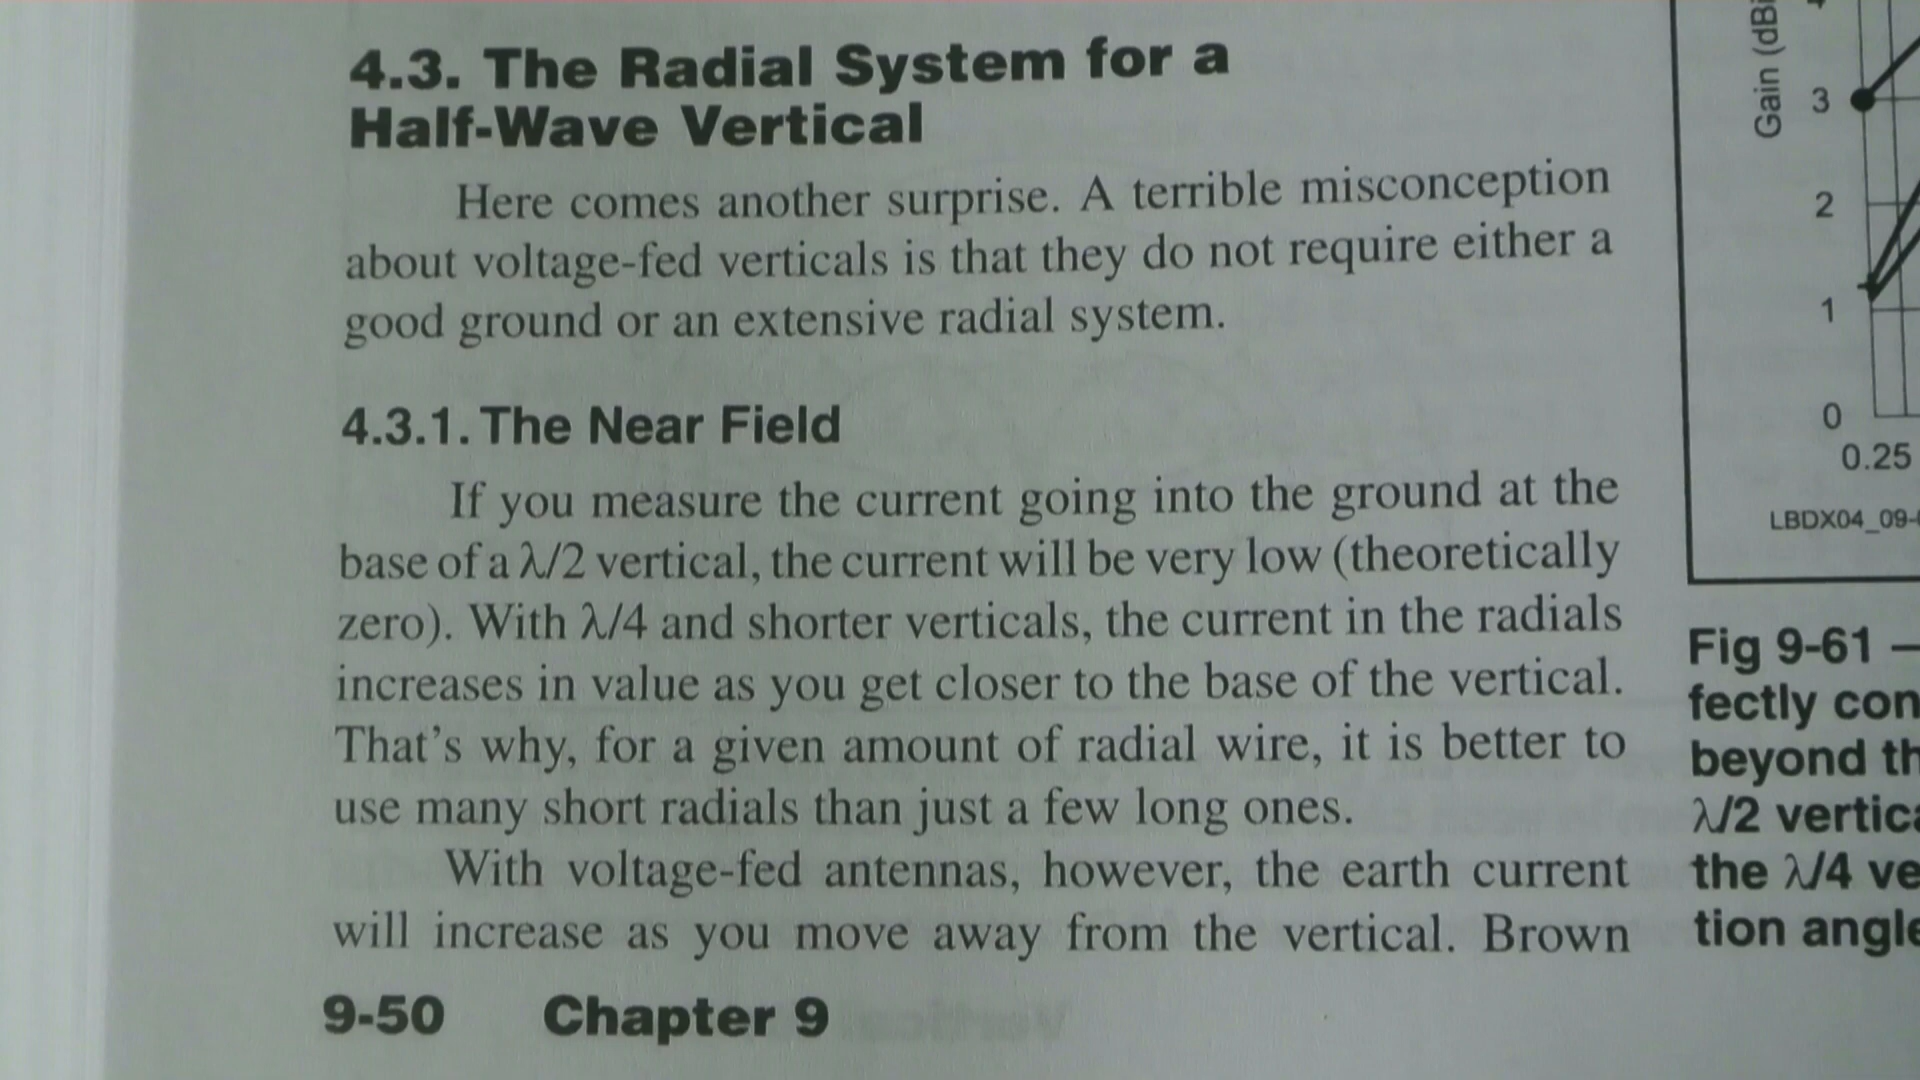 4.3. The Radial System for a
Half-Wave Vertical
Here comes another surprise. A terrible misconception
about voltage-fed verticals is that they do not require either a
good ground or an extensive radial system.
4.3.1. The Near Field
If you measure the current going into the ground at the
base of a λ/2 vertical, the current will be very low (theoretically
zero). With λ/4 and shorter verticals, the current in the radials
increases in value as you get closer to the base of the vertical.
That's why, for a given amount of radial wire, it is better to
use many short radials than just a few long ones.
With voltage-fed antennas, however, the earth current
will increase as you move away from the vertical. Brown
9-50 Chapter 9
Gain (dBi
3
2
1
0
0.25
LBDX04_09-
Fig 9-61 —
fectly con
beyond th
λ/2 vertica
the λ/4 ve
tion angle